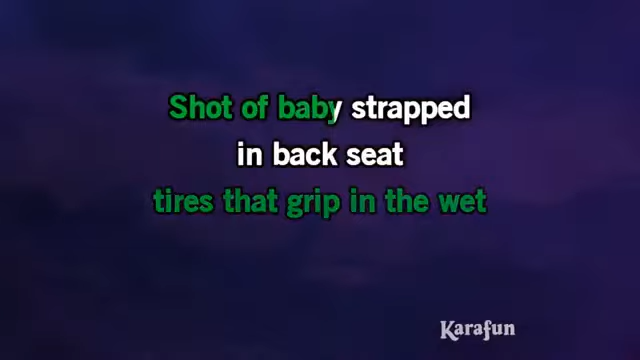 Shot of baby strapped
in back seat
tires that grip in the wet
Karafun